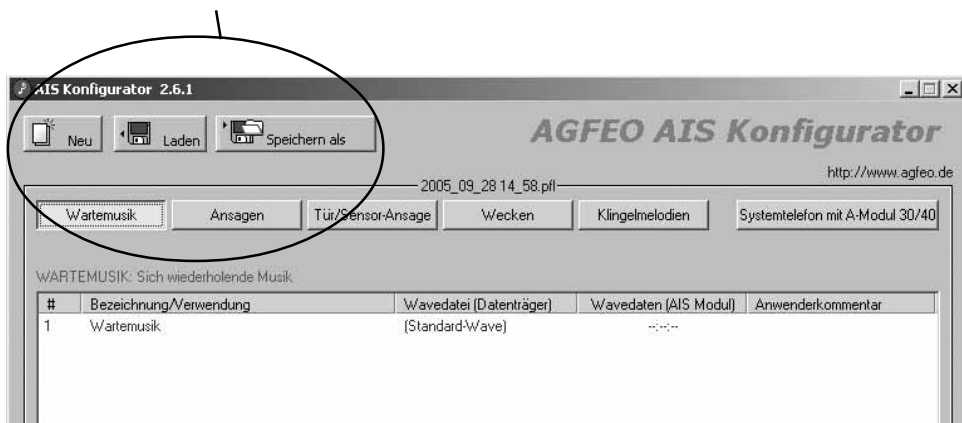 AIS Konfigurator 2.6.1
Neu Laden Speichern als AGFEO AIS Konfigurator
http://www.agfeo.de
2005_09_28 14_58.pfl
Wartemusik Ansagen Tür/Sensor-Ansage Wecken Klingelmelodien Systemtelefon mit A-Modul 30/40
WARTEMUSIK: Sich wiederholende Musik
# Bezeichnung/Verwendung Wavedatei (Datenträger) Wavedaten (AIS Modul) Anwenderkommentar
1 Wartemusik (Standard-Wave) --:--:--